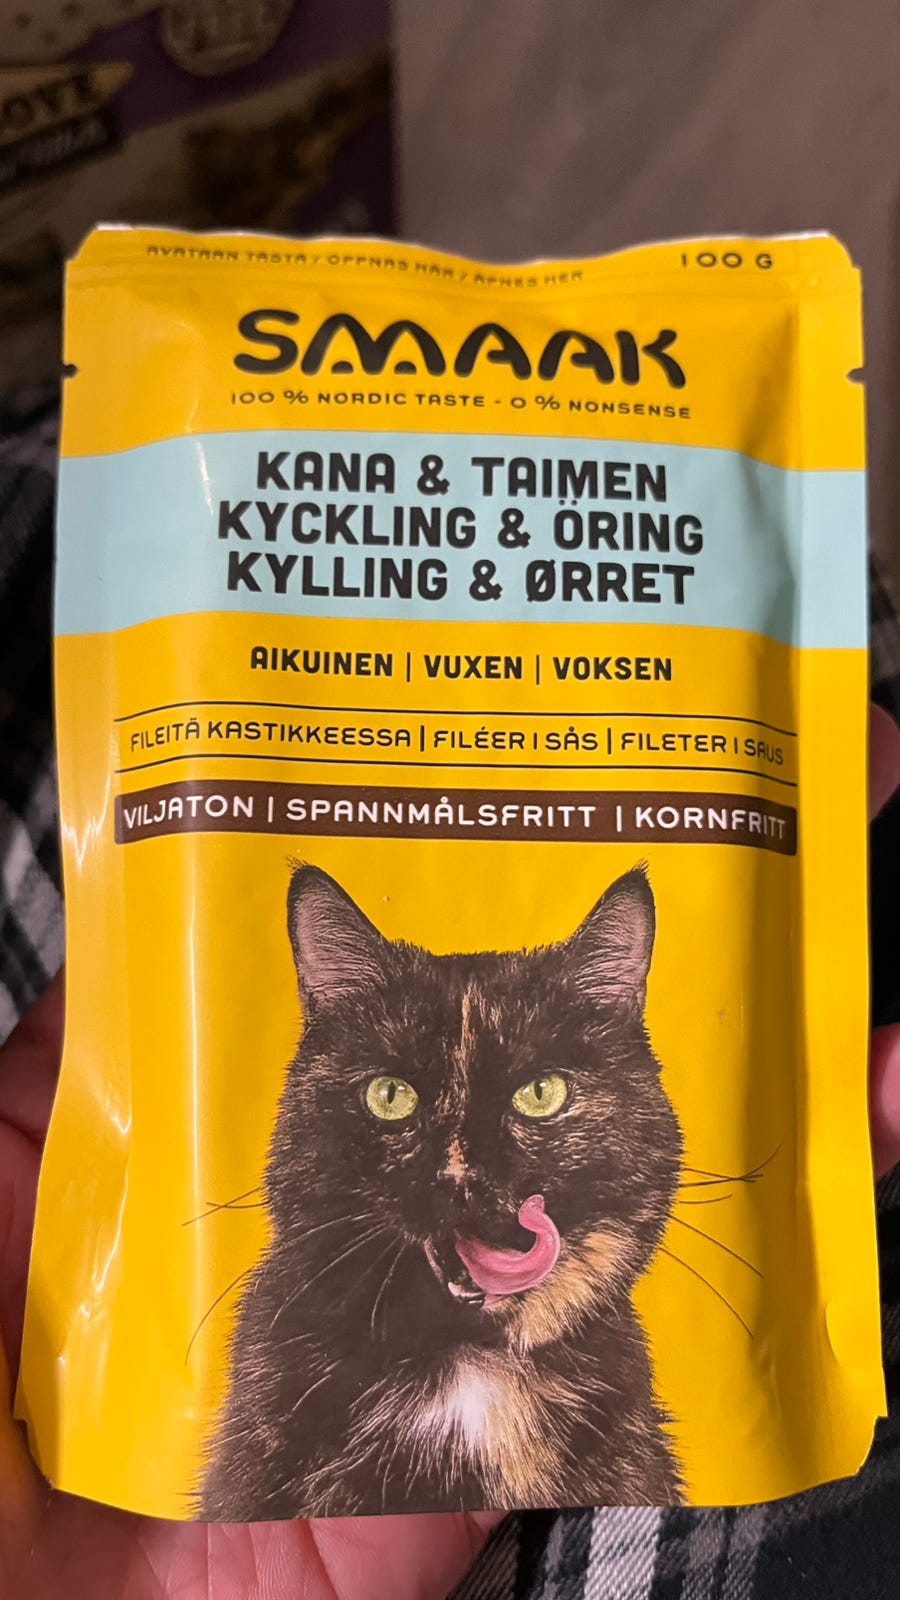 AVATAAN TÄSTÄ / ÖPPNAS HÄR / ÅPNES HER
100 G
SMAAK
100 % NORDIC TASTE - 0 % NONSENSE
KANA & TAIMEN
KYCKLING & ÖRING
KYLLING & ØRRET
AIKUINEN | VUXEN | VOKSEN
FILEITÄ KASTIKKEESSA | FILÉER I SÅS | FILETER I SAUS
VILJATON | SPANNMÅLSFRITT | KORNFRITT